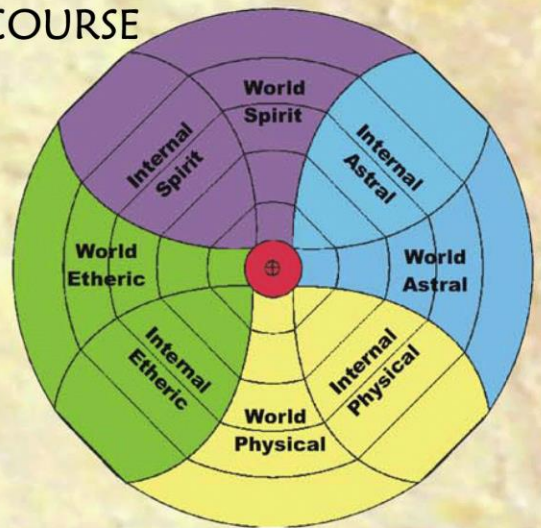 COURSE
World
Spirit
Internal
Spirit
Internal
Astral
World
Etheric
World
Astral
Internal
Etheric
Internal
Physical
World
Physical